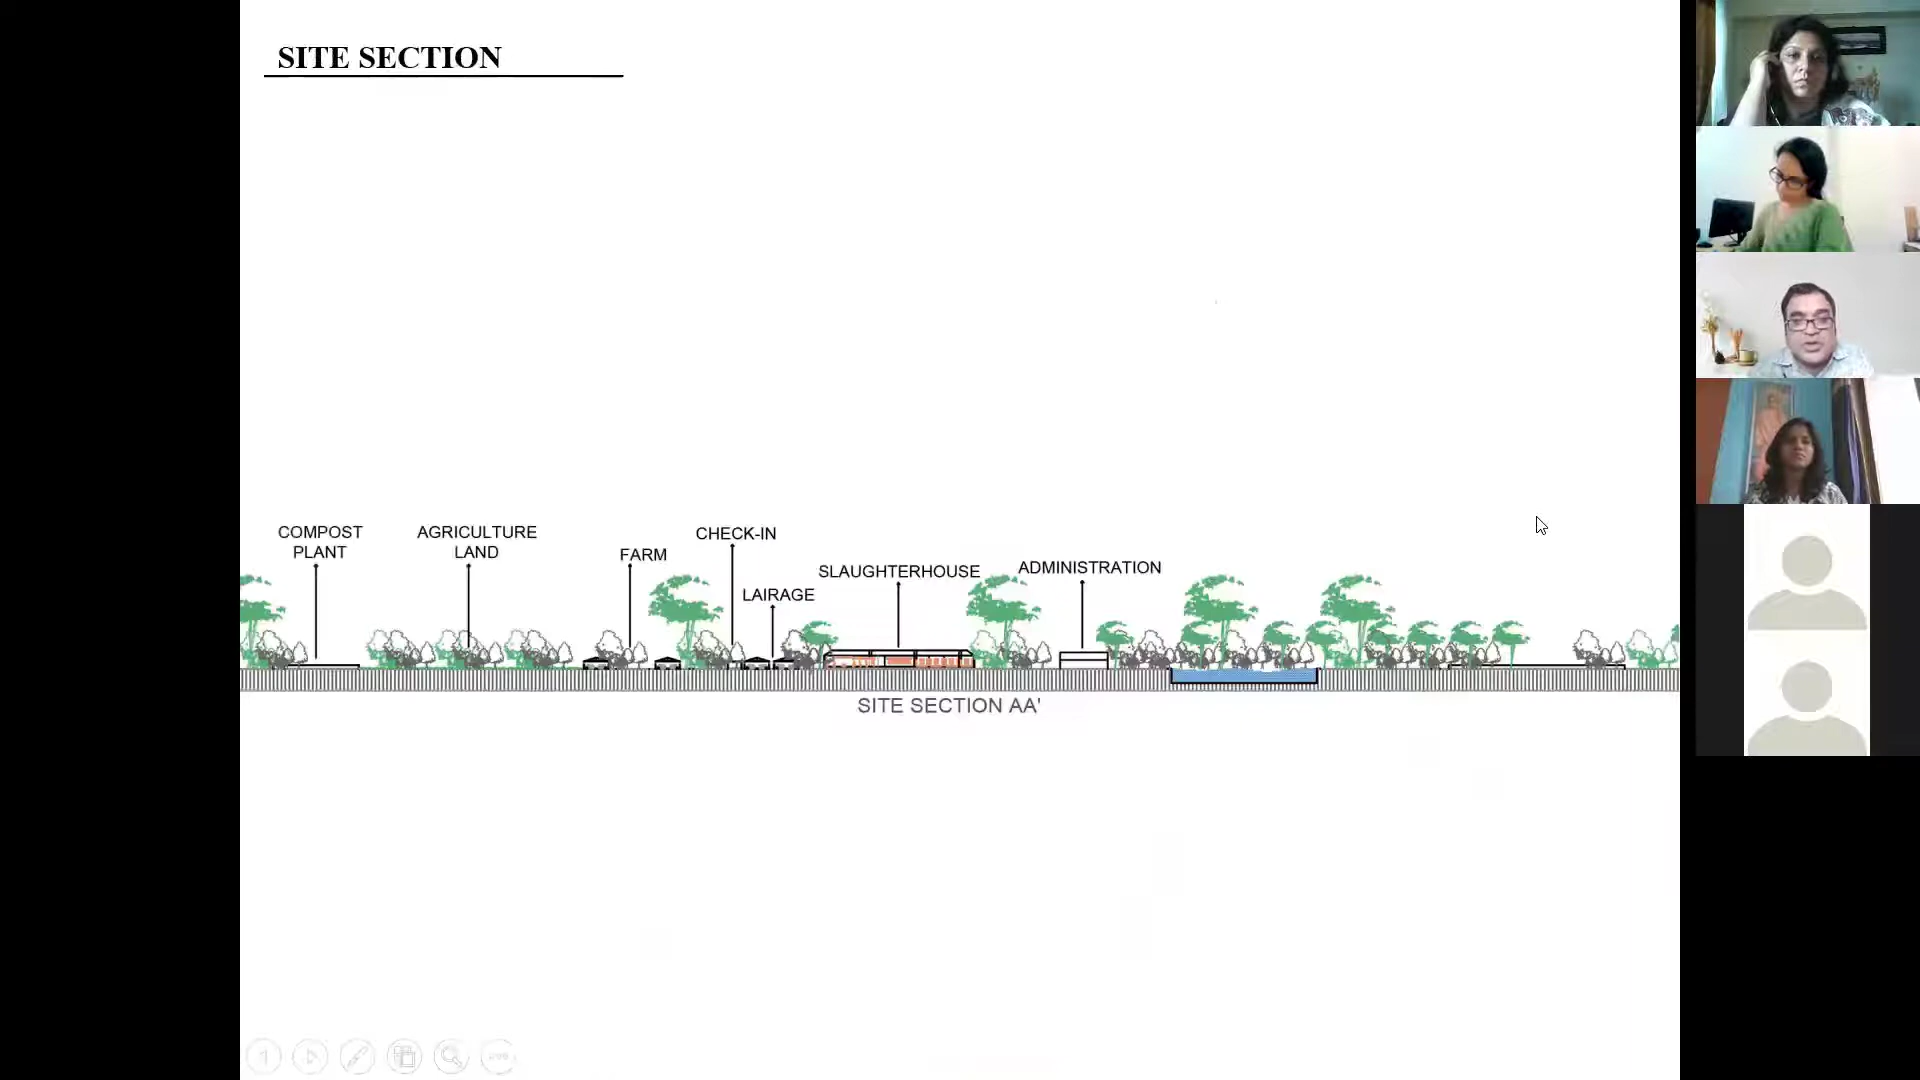 SITE SECTION
COMPOST
PLANT
AGRICULTURE
LAND
FARM
CHECK-IN
LAIRAGE
SLAUGHTERHOUSE
ADMINISTRATION
SITE SECTION AA'